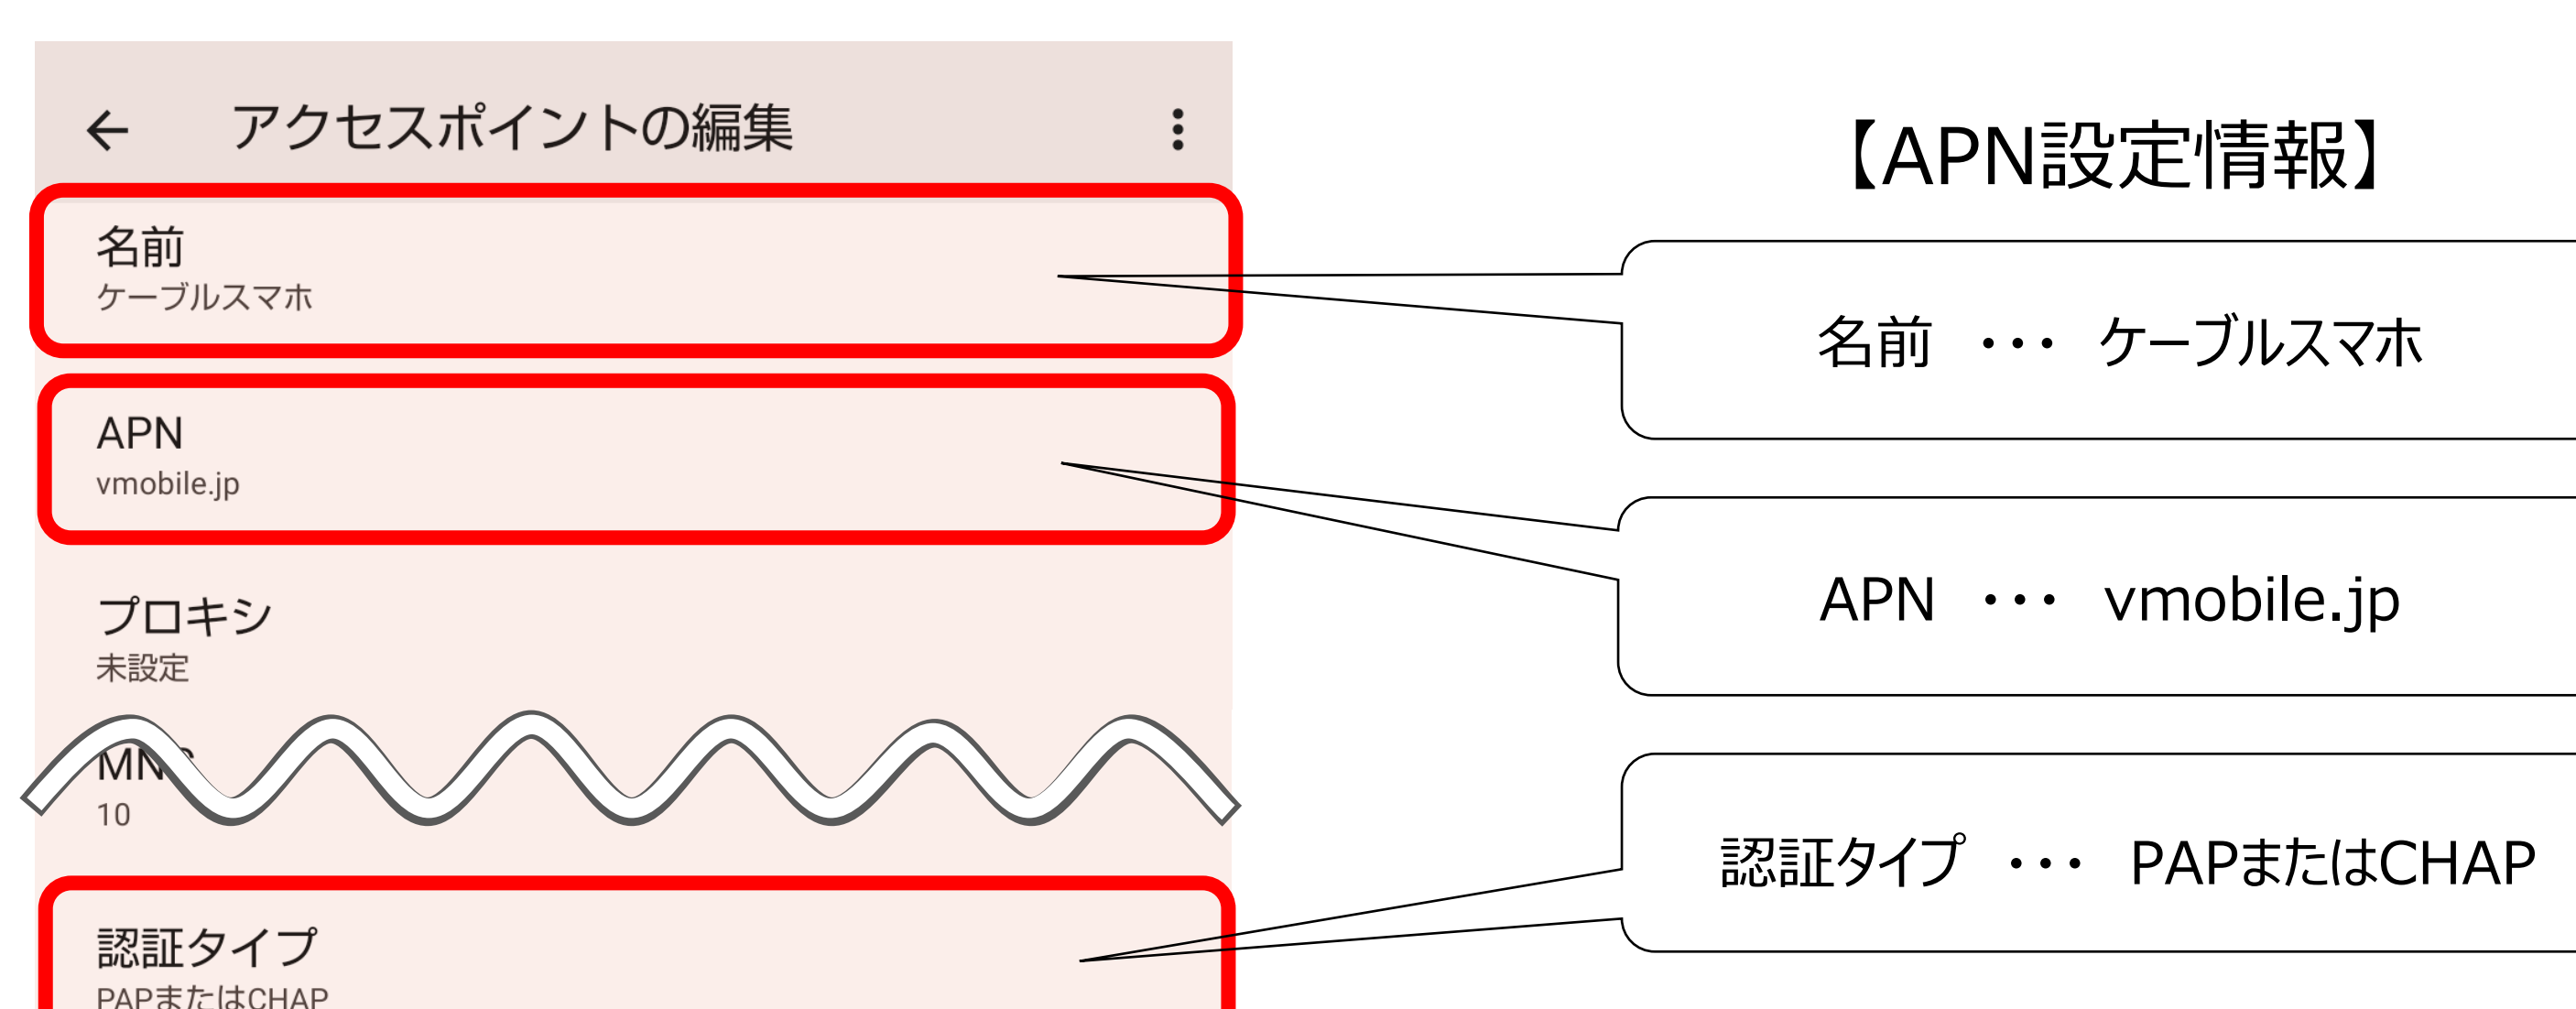 アクセスポイントの編集
名前
ケーブルスマホ
APN
vmobile.jp
プロキシ
未設定
MNC
10
認証タイプ
PAPまたはCHAP
【APN設定情報】
名前 ・・・ ケーブルスマホ
APN ・・・ vmobile.jp
認証タイプ ・・・ PAPまたはCHAP